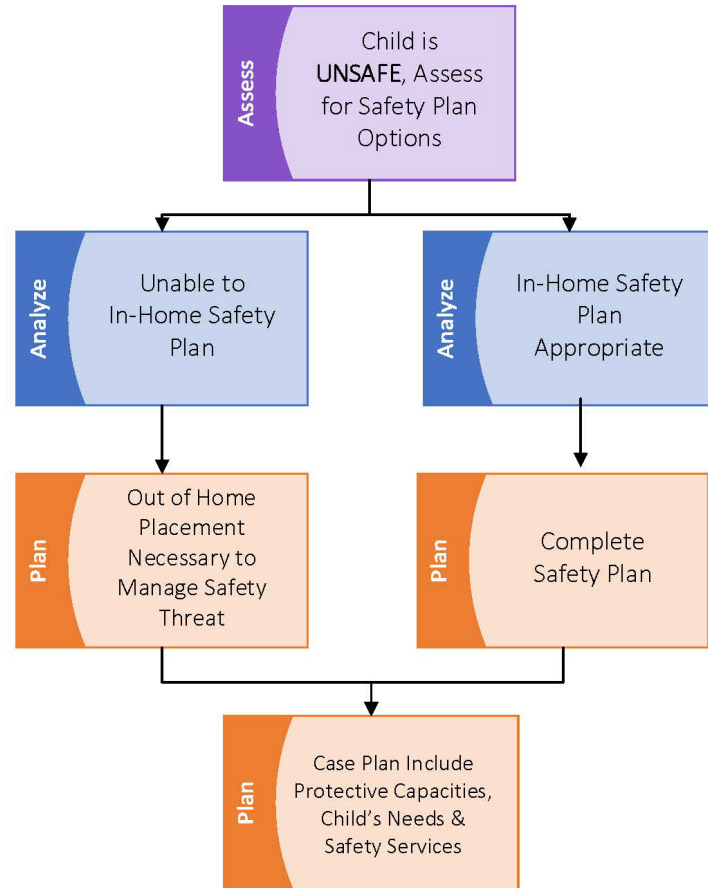 Assess
Child is
UNSAFE, Assess
for Safety Plan
Options
Analyze
Unable to
In-Home Safety
Plan
Analyze
In-Home Safety
Plan
Appropriate
Plan
Out of Home
Placement
Necessary to
Manage Safety
Threat
Plan
Complete
Safety Plan
Plan
Case Plan Include
Protective Capacities,
Child’s Needs &
Safety Services